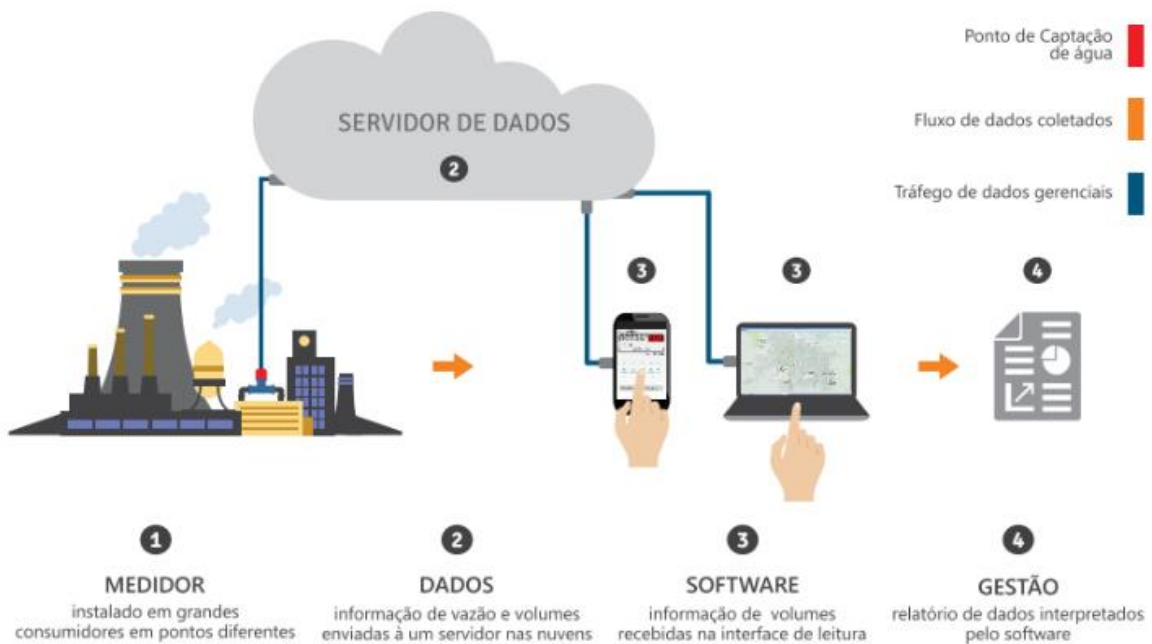 Ponto de Captação
de água
Fluxo de dados coletados
Tráfego de dados gerenciais
SERVIDOR DE DADOS
2
3
3
4
1
MEDIDOR
instalado em grandes
consumidores em pontos diferentes
2
DADOS
informação de vazão e volumes
enviadas à um servidor nas nuvens
3
SOFTWARE
informação de volumes
recebidas na interface de leitura
4
GESTÃO
relatório de dados interpretados
pelo software